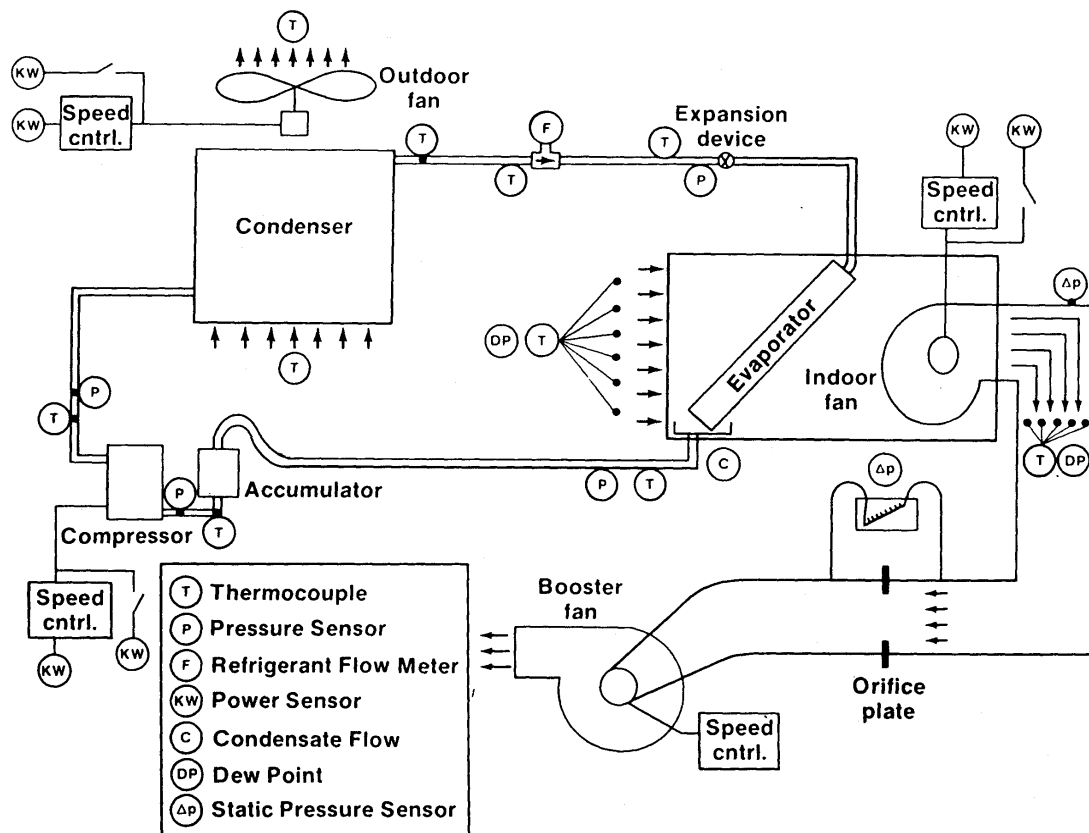 T
KW
Outdoor
fan
KW
Speed
cntrl.
T
F
T
Expansion
device
T
P
KW
KW
Speed
cntrl.
Condenser
Δp
DP
T
Evaporator
Indoor
fan
T
P
T
T
DP
Accumulator
P
T
C
Δp
P
T
Compressor
Speed
cntrl.
KW
KW
T Thermocouple
P Pressure Sensor
F Refrigerant Flow Meter
KW Power Sensor
C Condensate Flow
DP Dew Point
Δp Static Pressure Sensor
Booster
fan
Orifice
plate
Speed
cntrl.